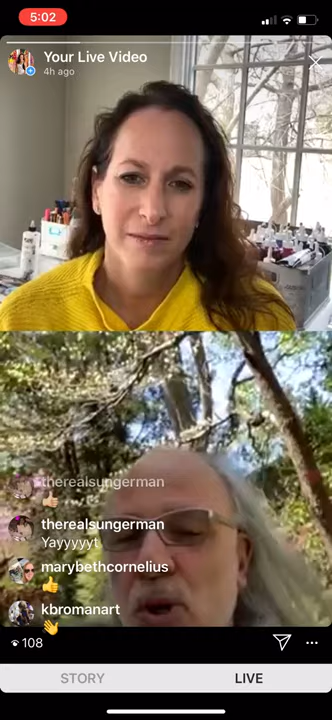 5:02
Your Live Video
4h ago
therealsungerman
therealsungerman
Yayyyyyt
marybethcornelius
kbromanart
108
STORY
LIVE